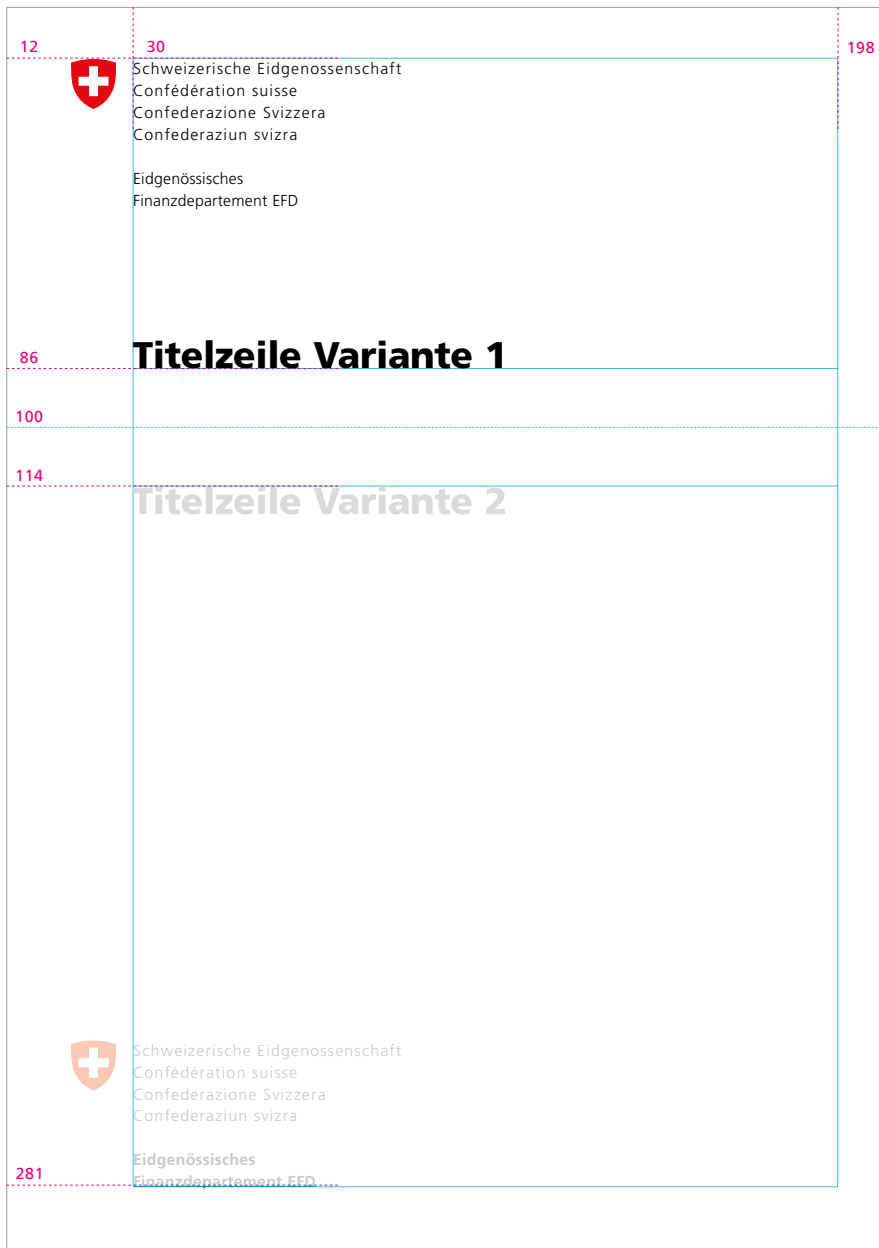 12
30
198
Schweizerische Eidgenossenschaft
Confédération suisse
Confederazione Svizzera
Confederaziun svizra
Eidgenössisches
Finanzdepartement EFD
Titelzeile Variante 1
86
100
114
Titelzeile Variante 2
Schweizerische Eidgenossenschaft
Confédération suisse
Confederazione Svizzera
Confederaziun svizra
Eidgenössisches
Finanzdepartement EFD
281